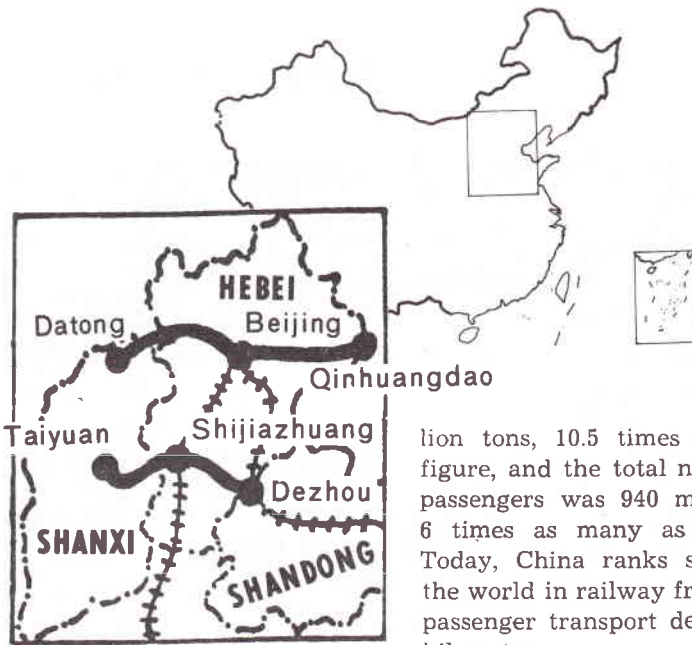 HEBEI
Datong
Beijing
Qinhuangdao
Taiyuan
Shijiazhuang
Dezhou
SHANXI
SHANDONG
lion tons, 10.5 times
figure, and the total n
passengers was 940 m
6 times as many as
Today, China ranks s
the world in railway fr
passenger transport de